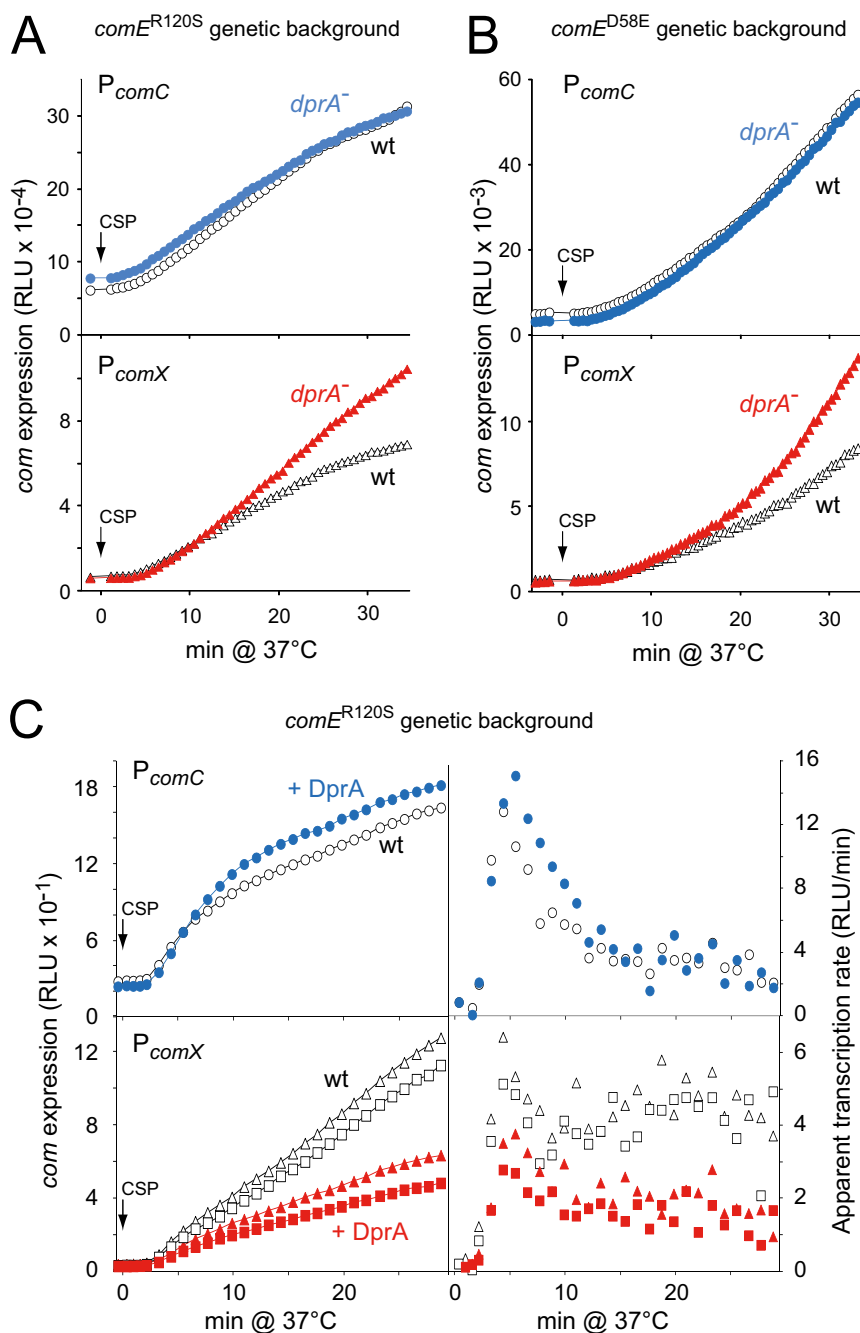 A
comE^R120S genetic background
B
comE^D58E genetic background
P_comC
dprA^-
wt
CSP
30
20
10
0
com expression (RLU x 10^-4)
P_comC
dprA^-
wt
CSP
60
40
20
0
com expression (RLU x 10^-3)
P_comX
dprA^-
wt
CSP
8
4
0
0 10 20 30
min @ 37°C
P_comX
dprA^-
wt
CSP
10
5
0
0 10 20 30
min @ 37°C
C
comE^R120S genetic background
P_comC
+ DprA
wt
CSP
18
12
6
0
com expression (RLU x 10^-1)
16
12
8
4
0
Apparent transcription rate (RLU/min)
P_comX
wt
+ DprA
CSP
12
8
4
0
0 10 20 30
min @ 37°C
6
4
2
0
0 10 20 30
min @ 37°C